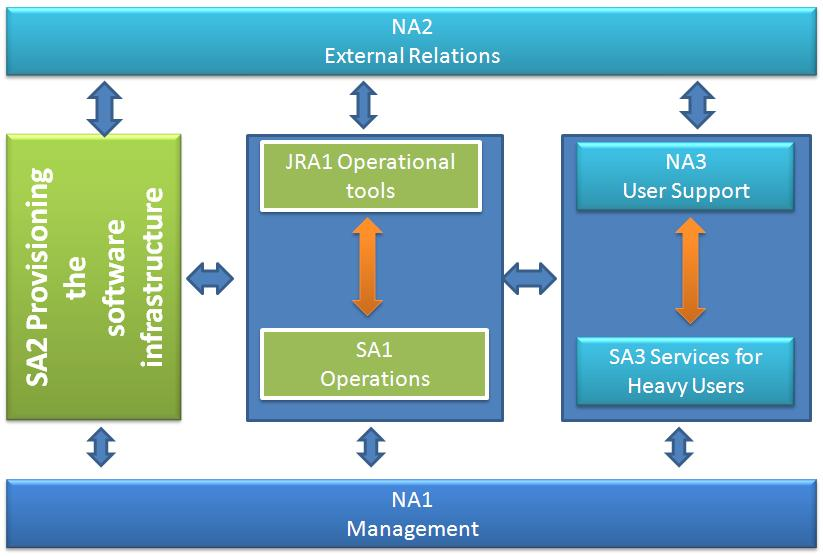 NA2
External Relations
SA2 Provisioning
the
software
infrastructure
JRA1 Operational
tools
SA1
Operations
NA3
User Support
SA3 Services for
Heavy Users
NA1
Management